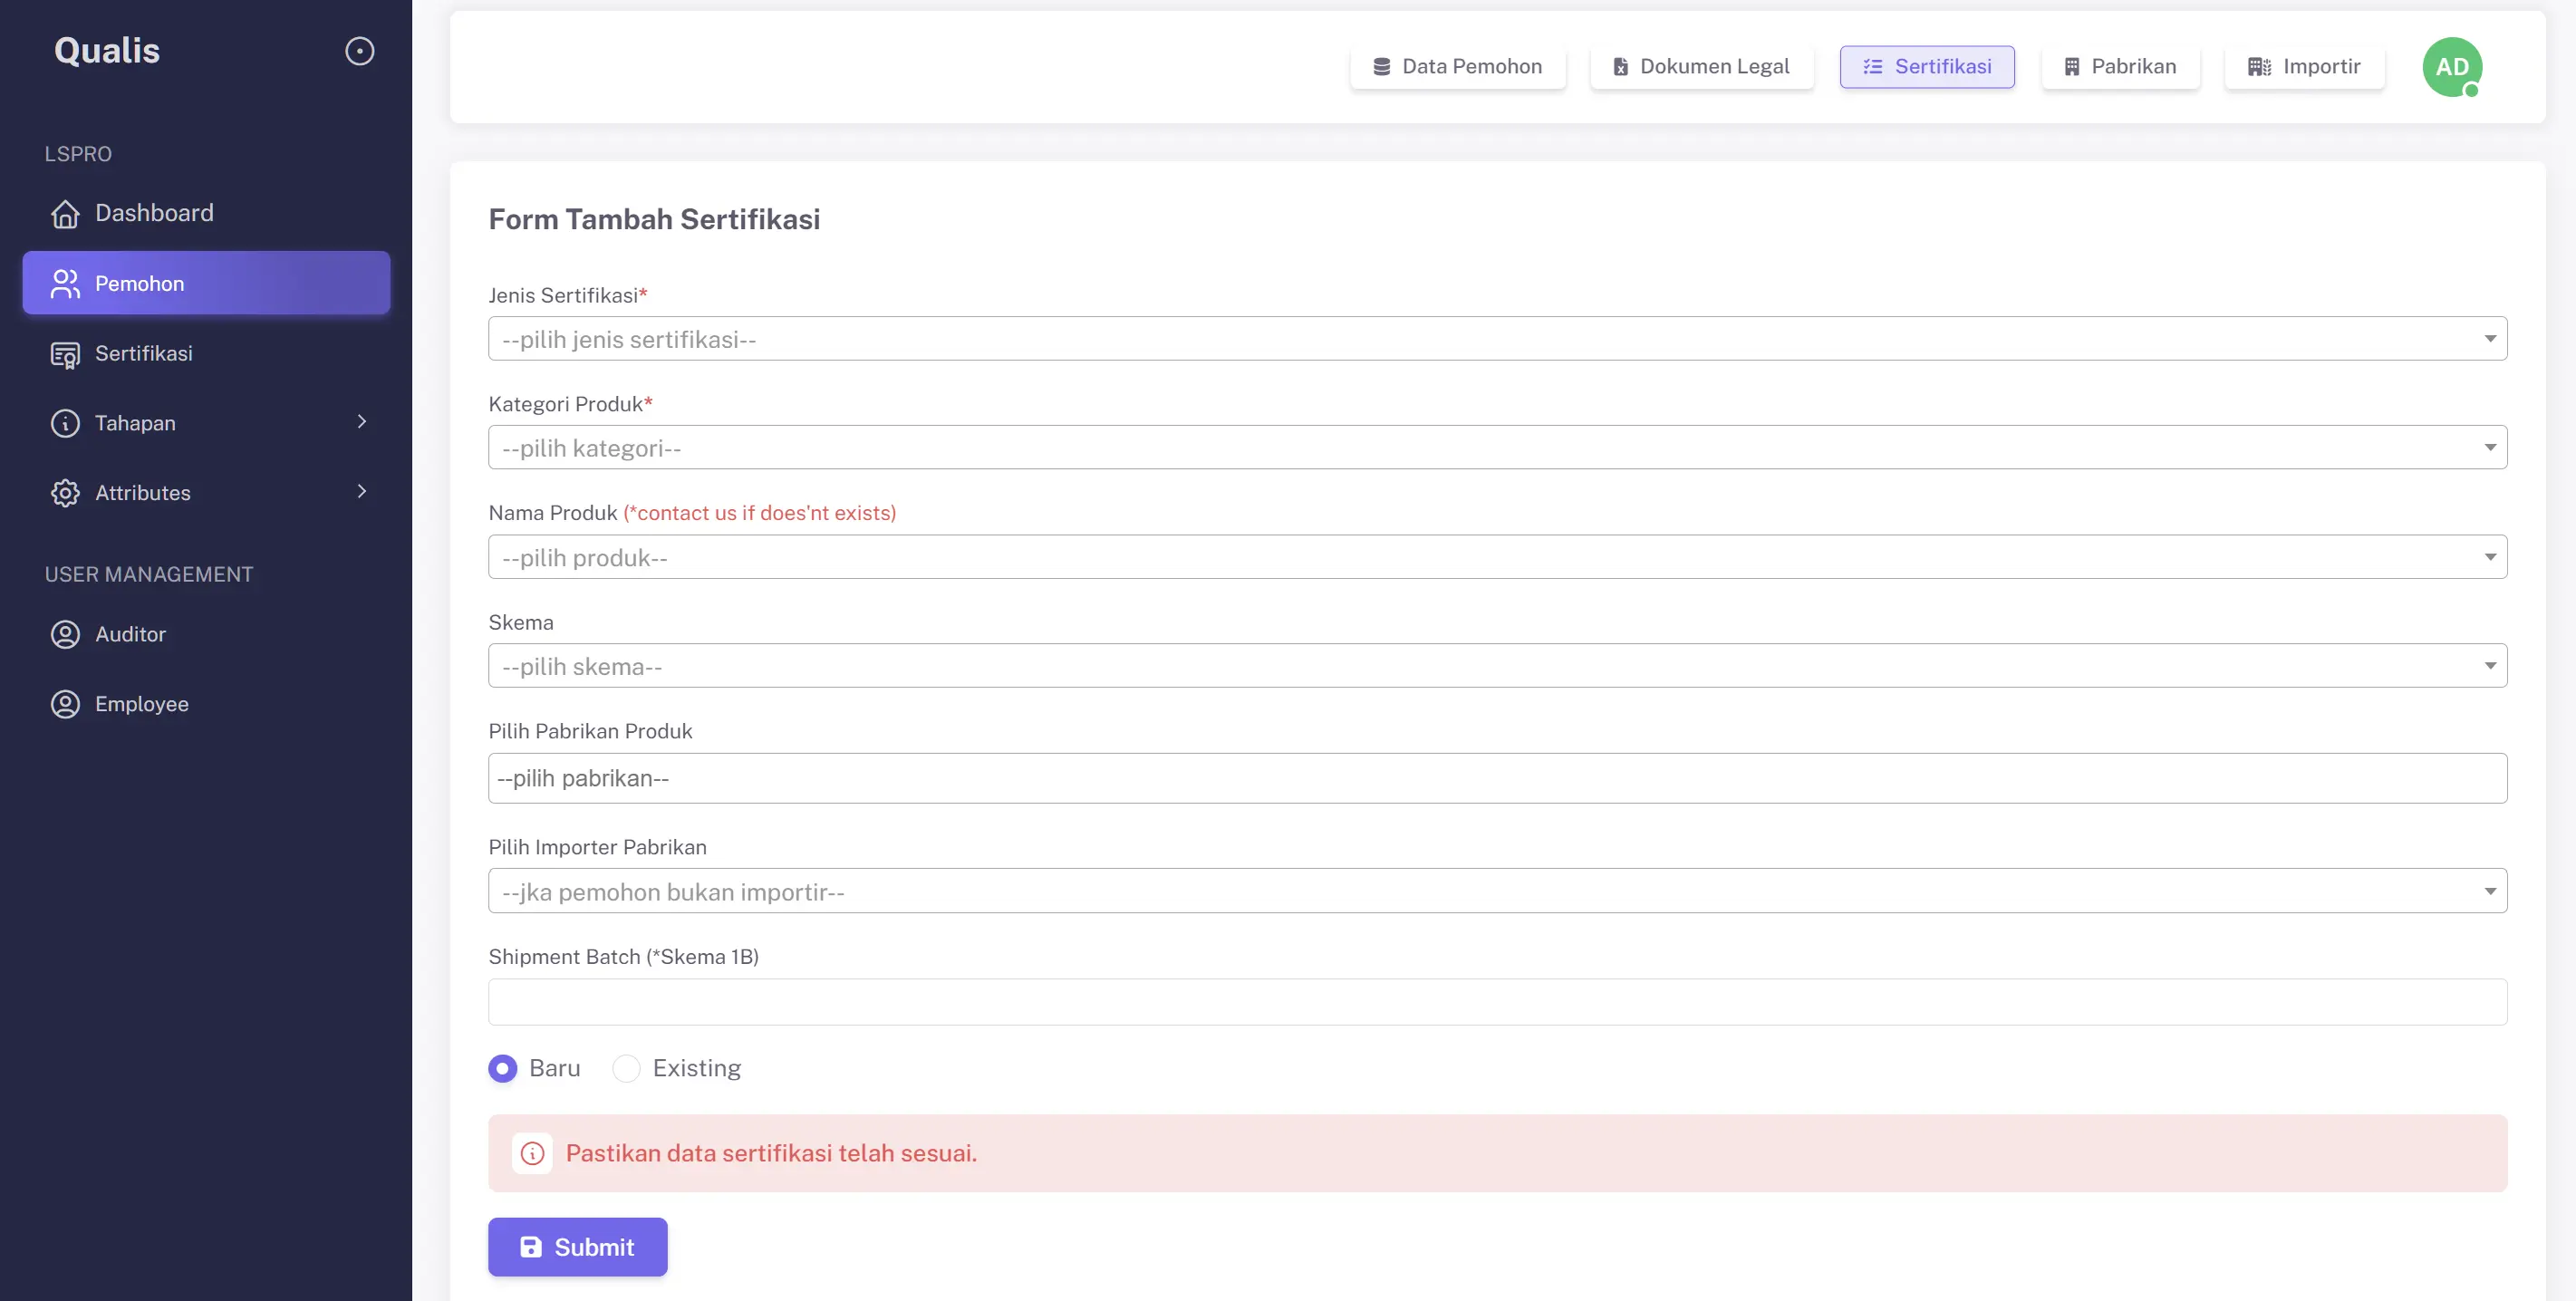 Qualis
LSPRO
Dashboard
Pemohon
Sertifikasi
Tahapan
Attributes
USER MANAGEMENT
Auditor
Employee
Data Pemohon
Dokumen Legal
Sertifikasi
Pabrikan
Importir
AD
Form Tambah Sertifikasi
Jenis Sertifikasi*
--pilih jenis sertifikasi--
Kategori Produk*
--pilih kategori--
Nama Produk (*contact us if does'nt exists)
--pilih produk--
Skema
--pilih skema--
Pilih Pabrikan Produk
--pilih pabrikan--
Pilih Importer Pabrikan
--jka pemohon bukan importir--
Shipment Batch (*Skema 1B)
Baru
Existing
Pastikan data sertifikasi telah sesuai.
Submit